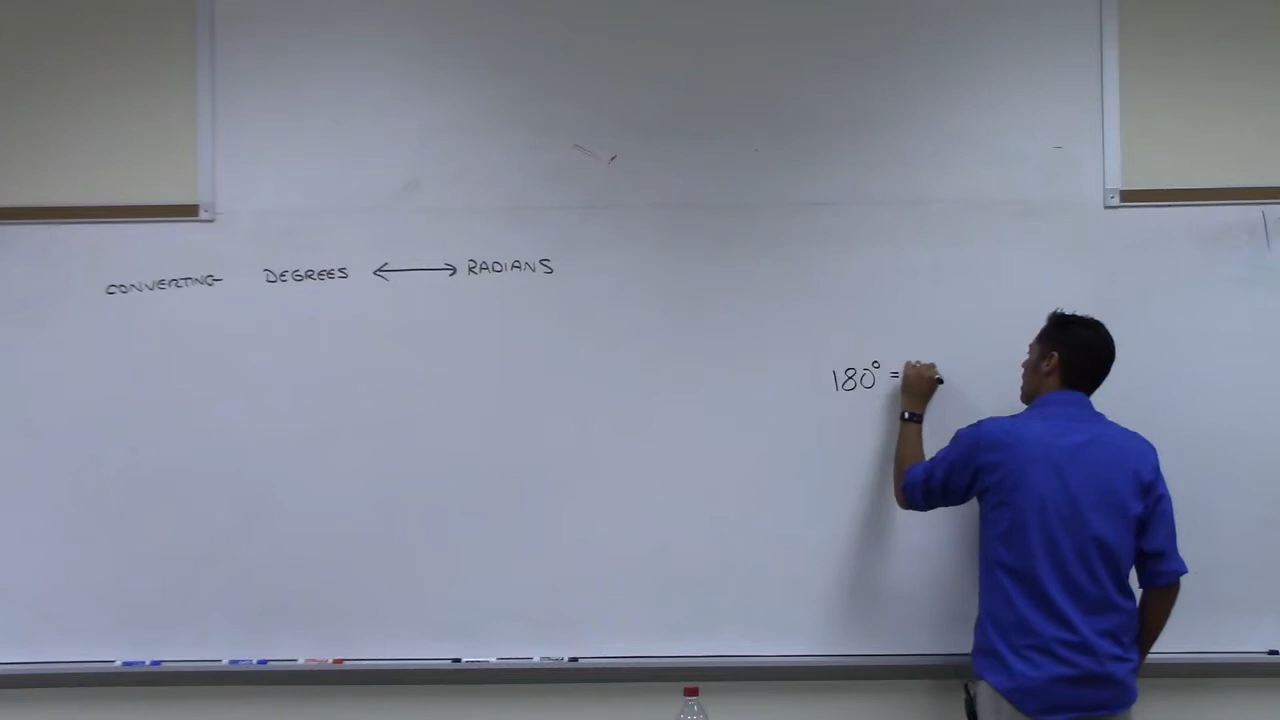 CONVERTING DEGREES ⟷ RADIANS
180° =